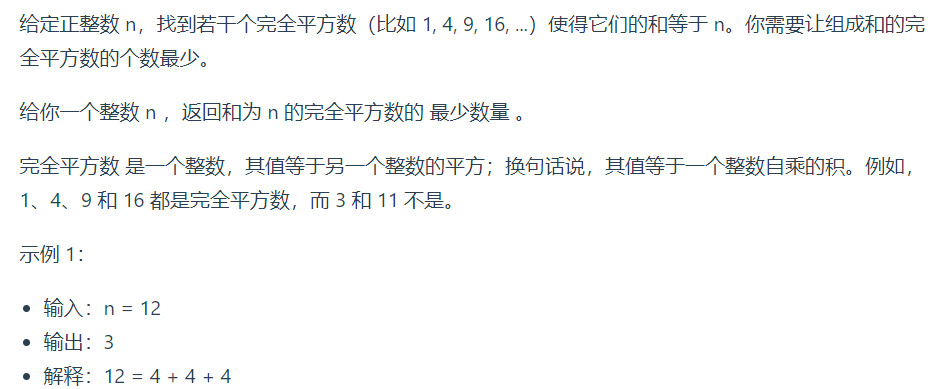 给定正整数 n，找到若干个完全平方数（比如 1, 4, 9, 16, ...）使得它们的和等于 n。你需要让组成和的完
全平方数的个数最少。
给你一个整数 n ，返回和为 n 的完全平方数的 最少数量 。
完全平方数 是一个整数，其值等于另一个整数的平方；换句话说，其值等于一个整数自乘的积。例如，
1、4、9 和 16 都是完全平方数，而 3 和 11 不是。
示例 1：
• 输入：n = 12
• 输出：3
• 解释：12 = 4 + 4 + 4